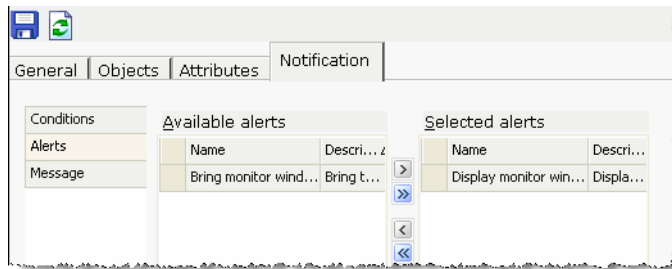 General Objects Attributes Notification
Conditions
Alerts
Message
Available alerts
Name Descri...
Bring monitor wind... Bring t...
Selected alerts
Name Descri...
Display monitor win... Displa...